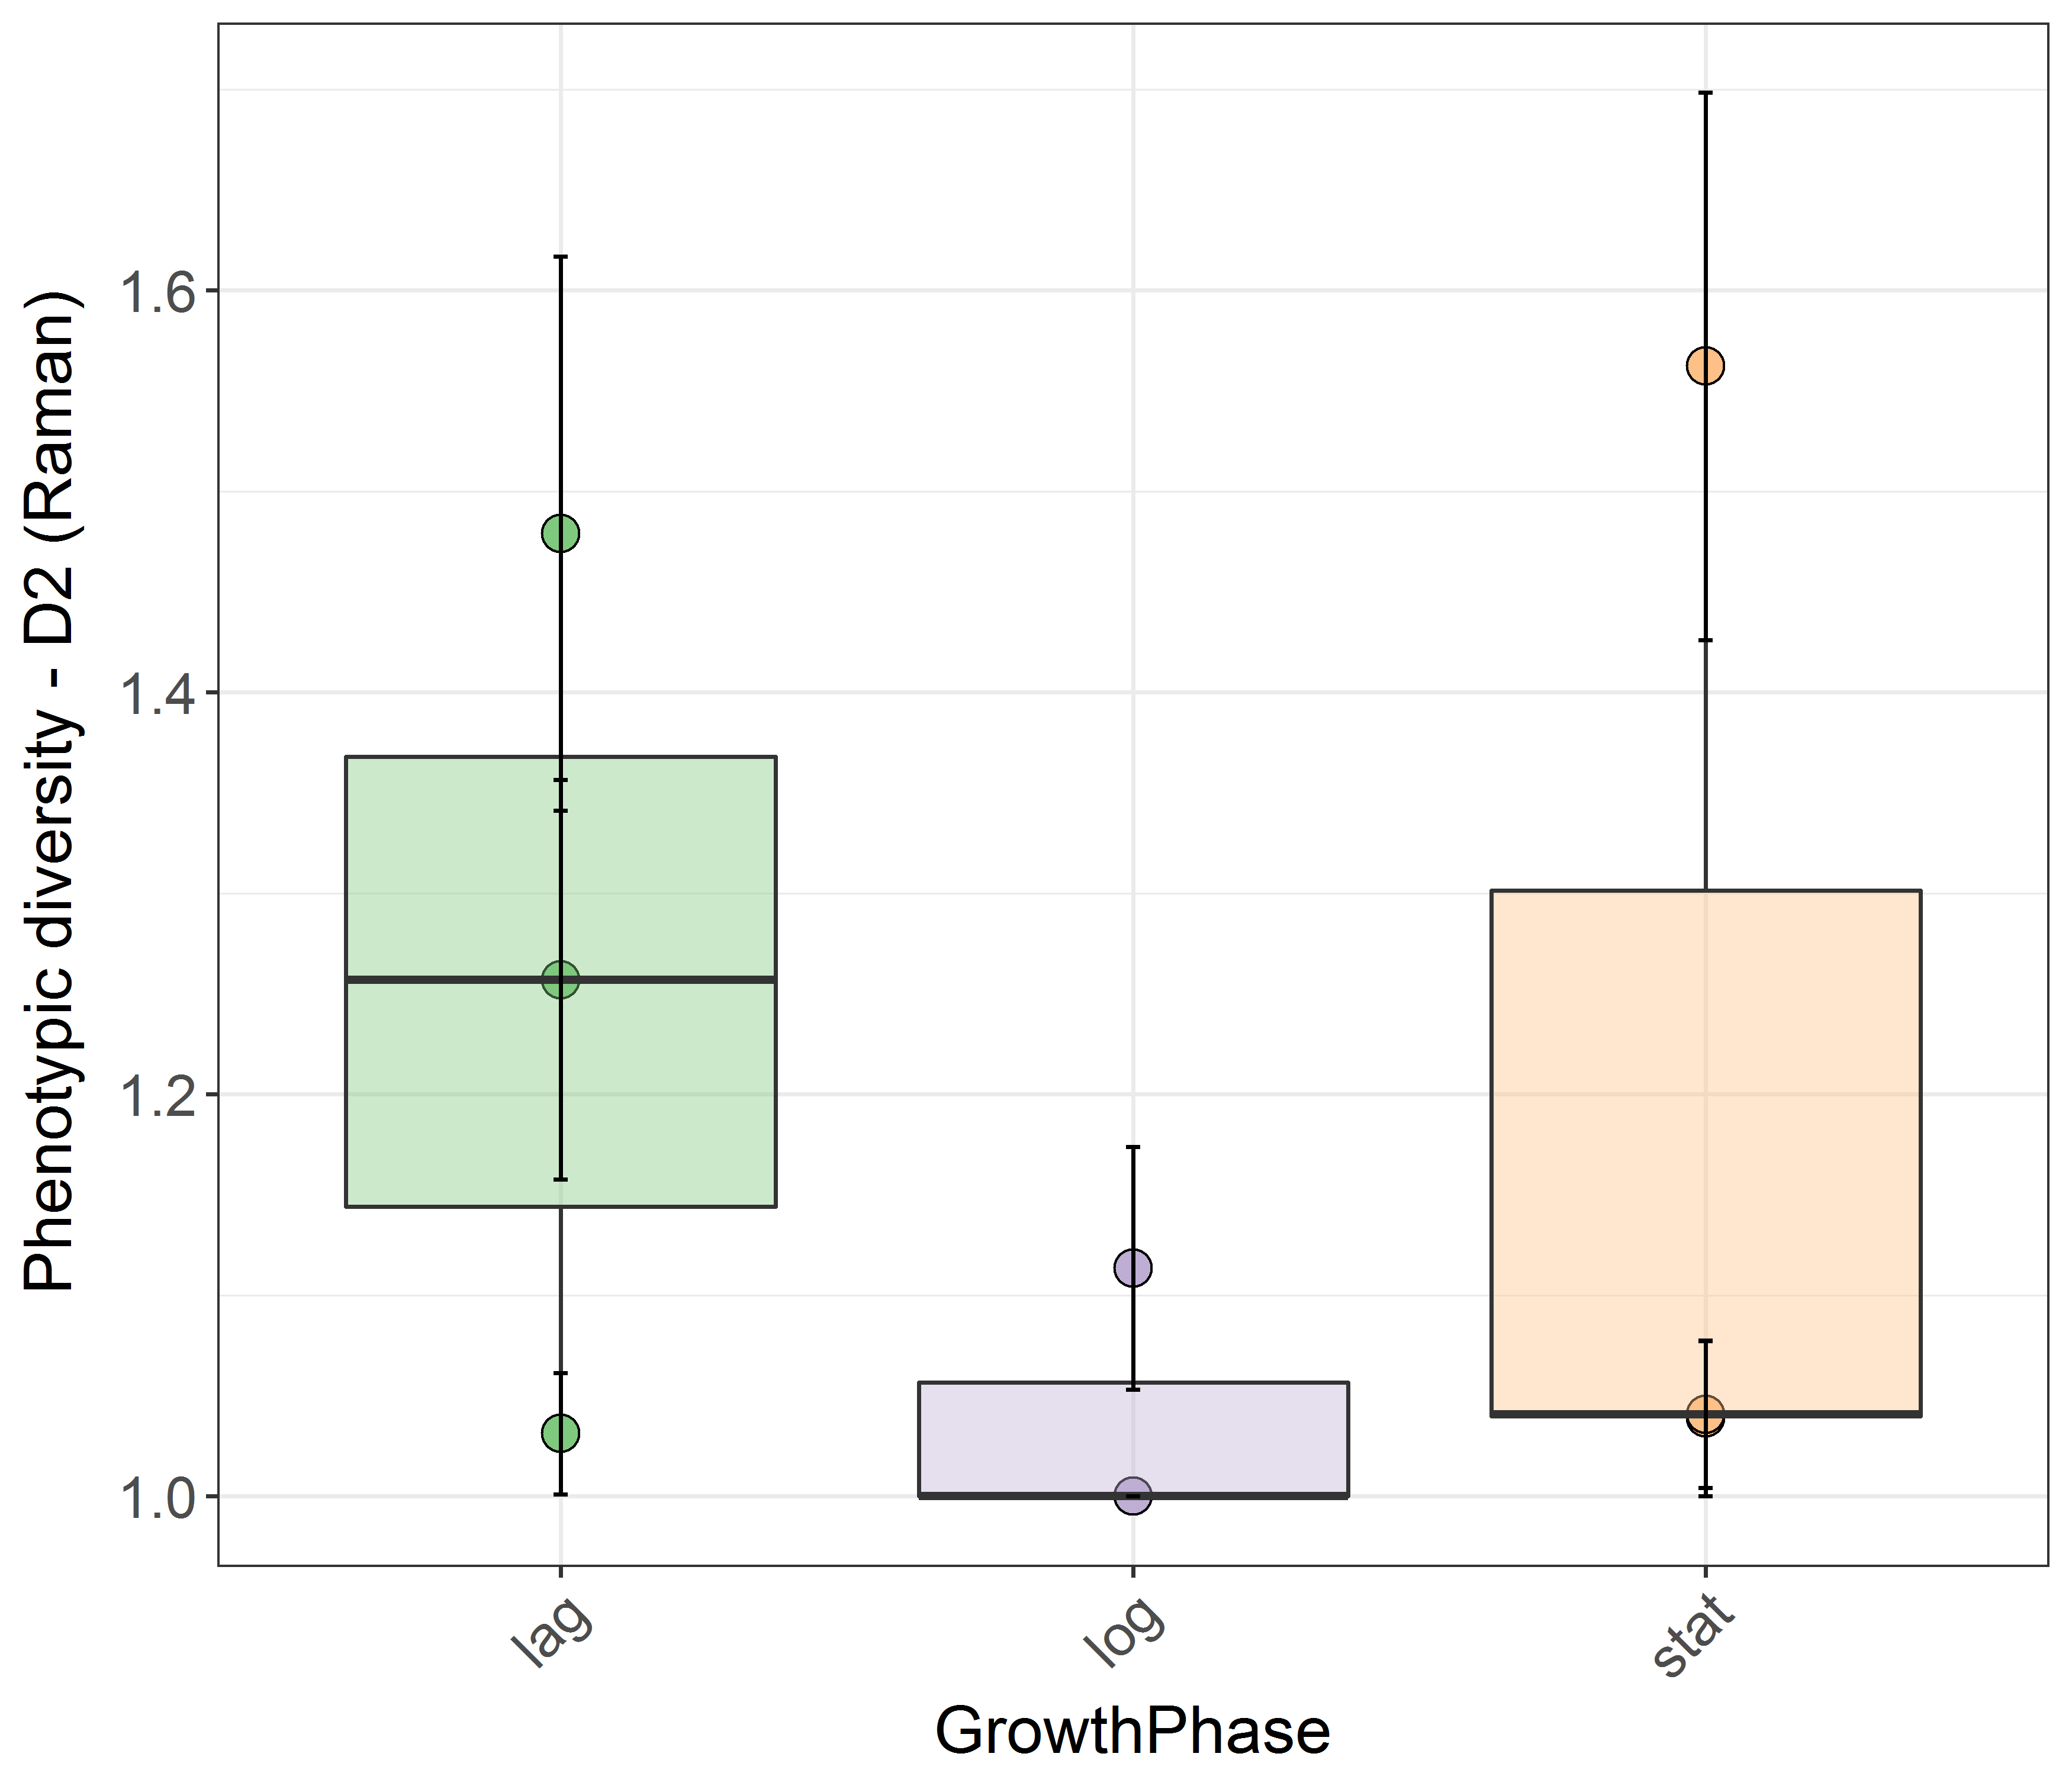 Phenotypic diversity - D2 (Raman)
1.6
1.4
1.2
1.0
lag
log
stat
GrowthPhase